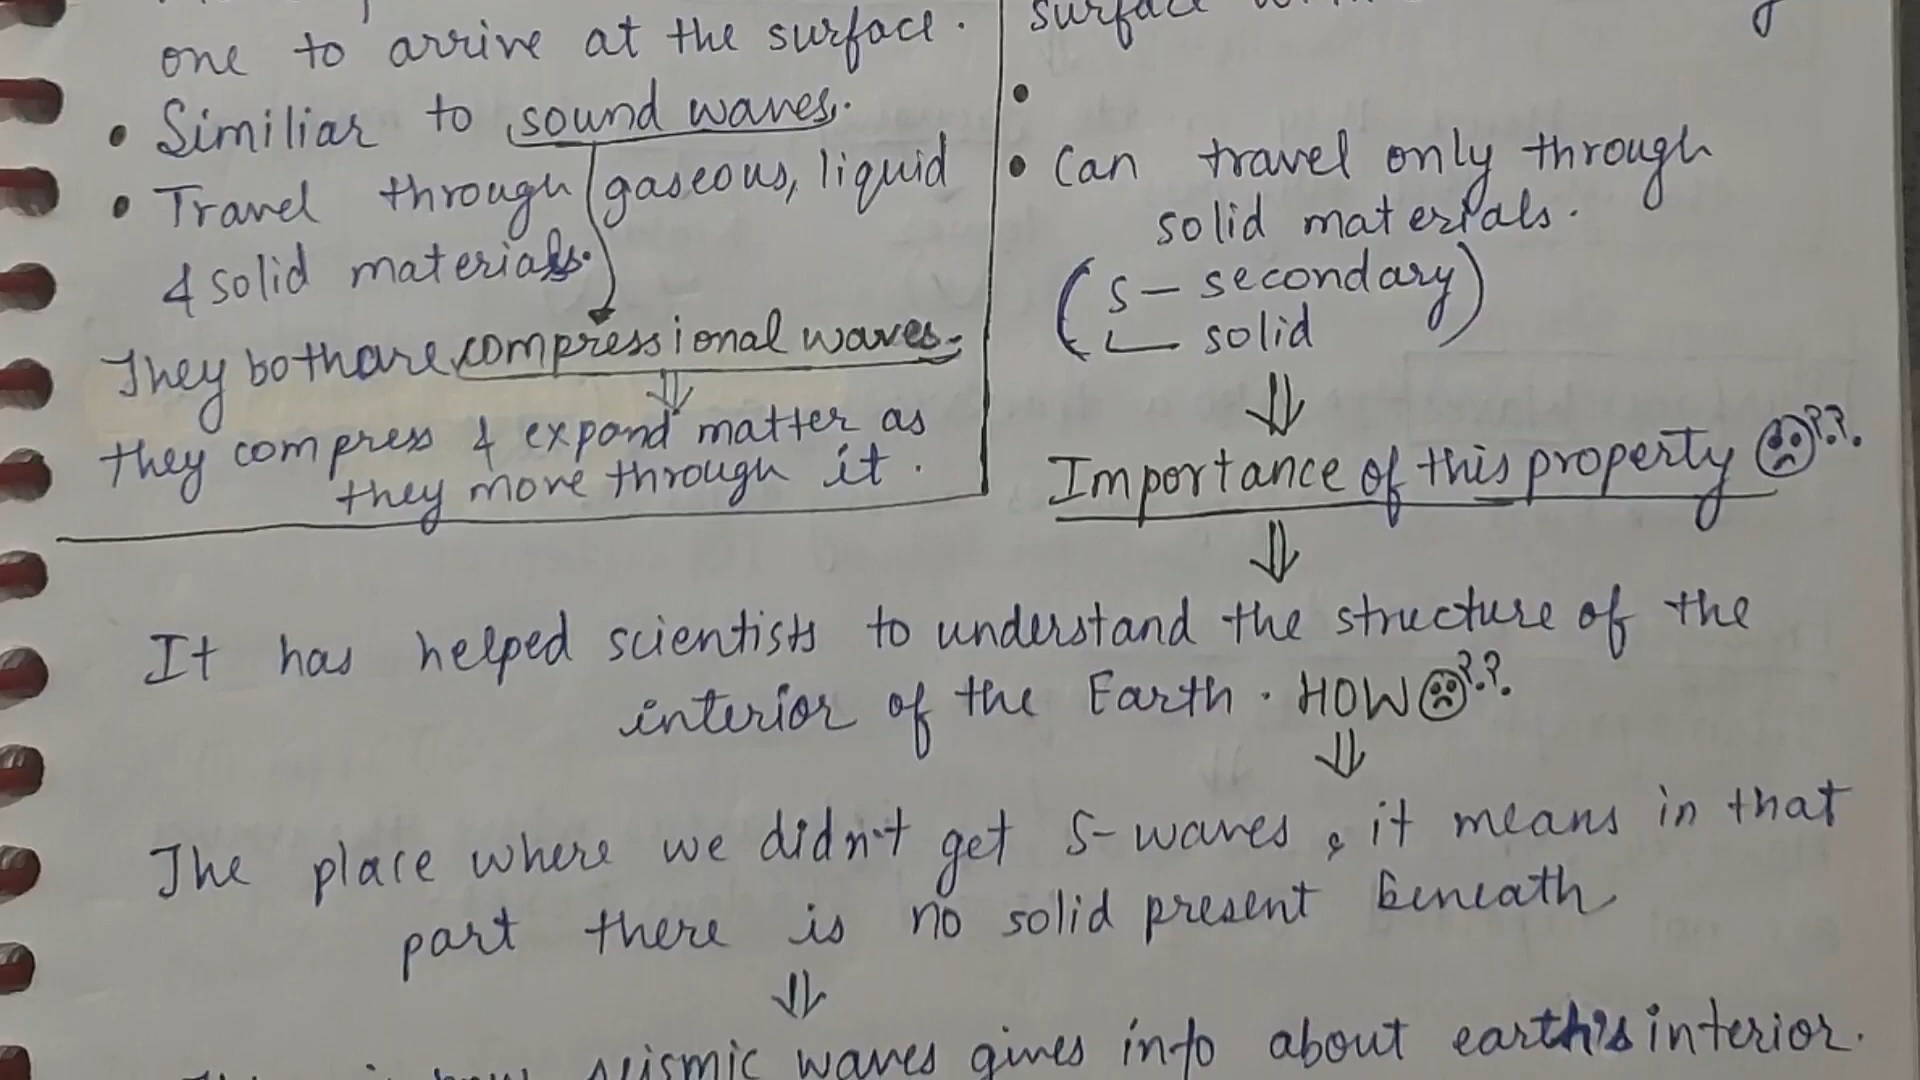 one to arrive at the surface.
• Similiar to sound waves.
• Travel through gaseous, liquid
& solid materials.
They both are compressional waves.
⇓
they compress & expand matter as
they move through it.
surface
•
• Can travel only through
solid materials.
(S – secondary)
solid
⇓
Importance of this property ☹??.
⇓
It has helped scientists to understand the structure of the
interior of the Earth. HOW ☹??.
⇓
The place where we didn't get S-waves, it means in that
part there is no solid present beneath
⇓
seismic waves gives info about earth's interior.